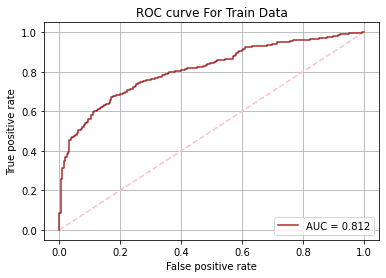 ROC curve For Train Data
True positive rate
1.0
0.8
0.6
0.4
0.2
0.0
AUC = 0.812
0.0 0.2 0.4 0.6 0.8 1.0
False positive rate